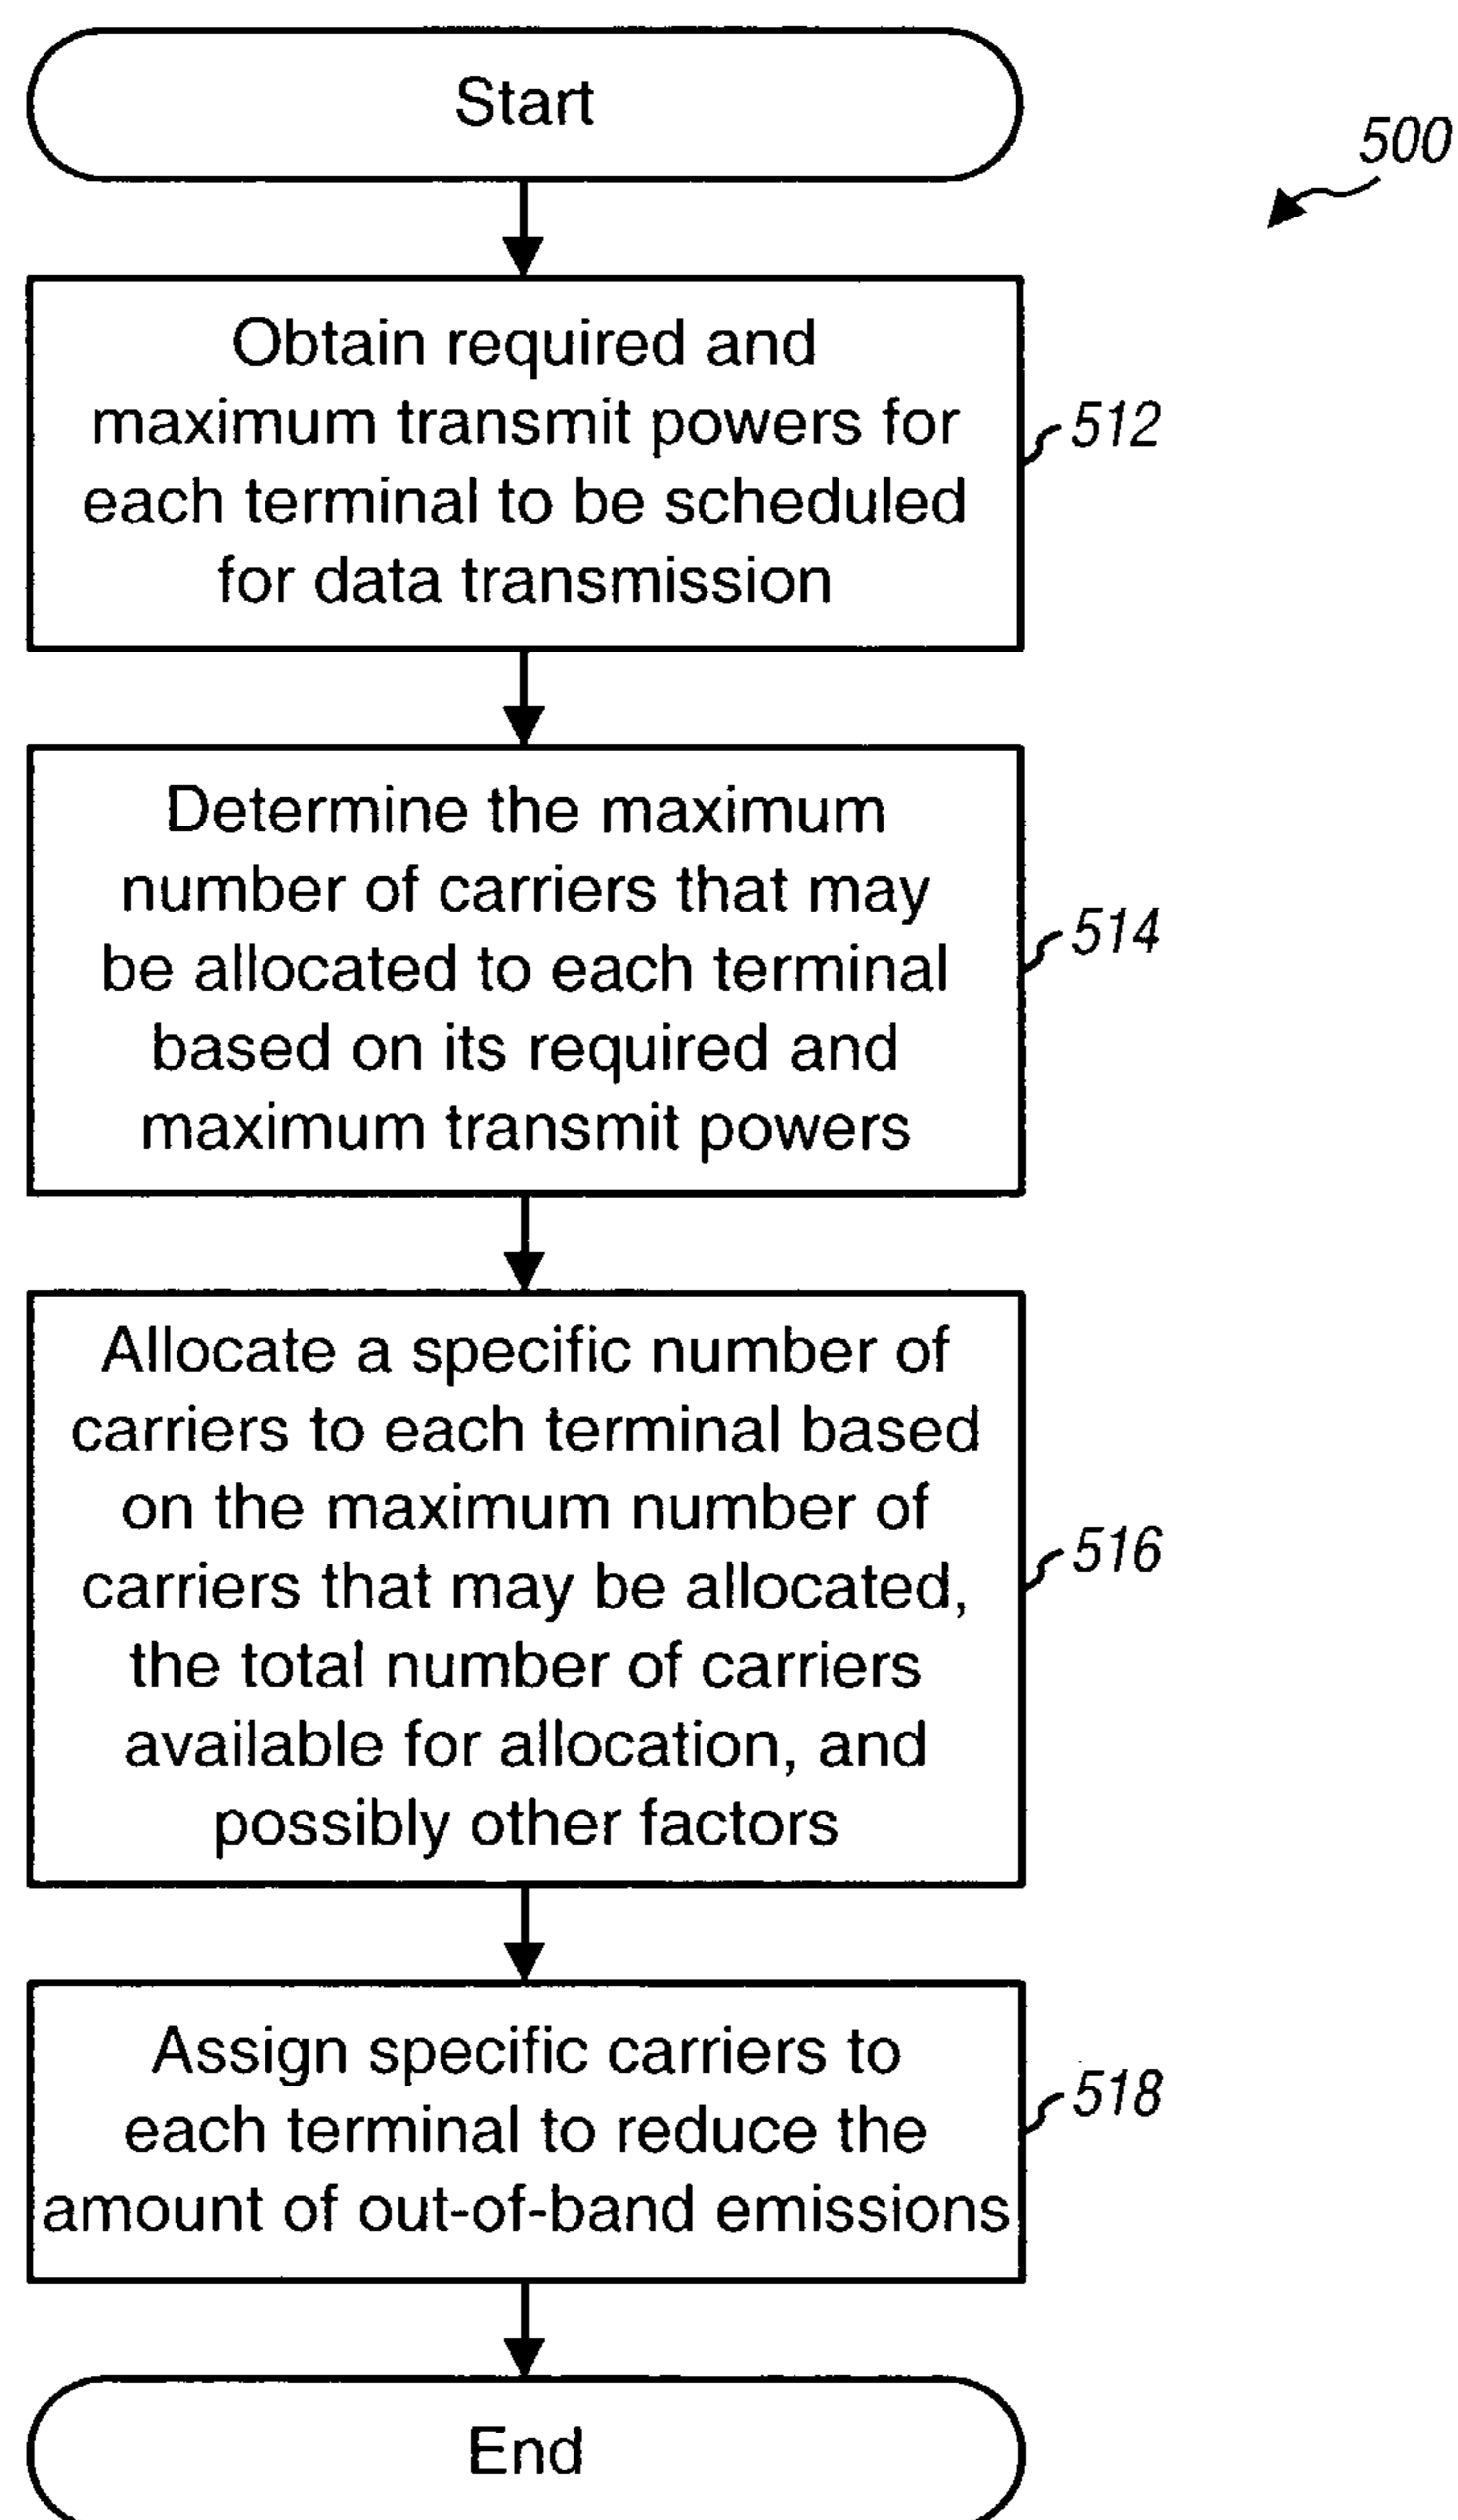 Start
500
Obtain required and
maximum transmit powers for
each terminal to be scheduled
for data transmission
512
Determine the maximum
number of carriers that may
be allocated to each terminal
based on its required and
maximum transmit powers
514
Allocate a specific number of
carriers to each terminal based
on the maximum number of
carriers that may be allocated,
the total number of carriers
available for allocation, and
possibly other factors
516
Assign specific carriers to
each terminal to reduce the
amount of out-of-band emissions
518
End